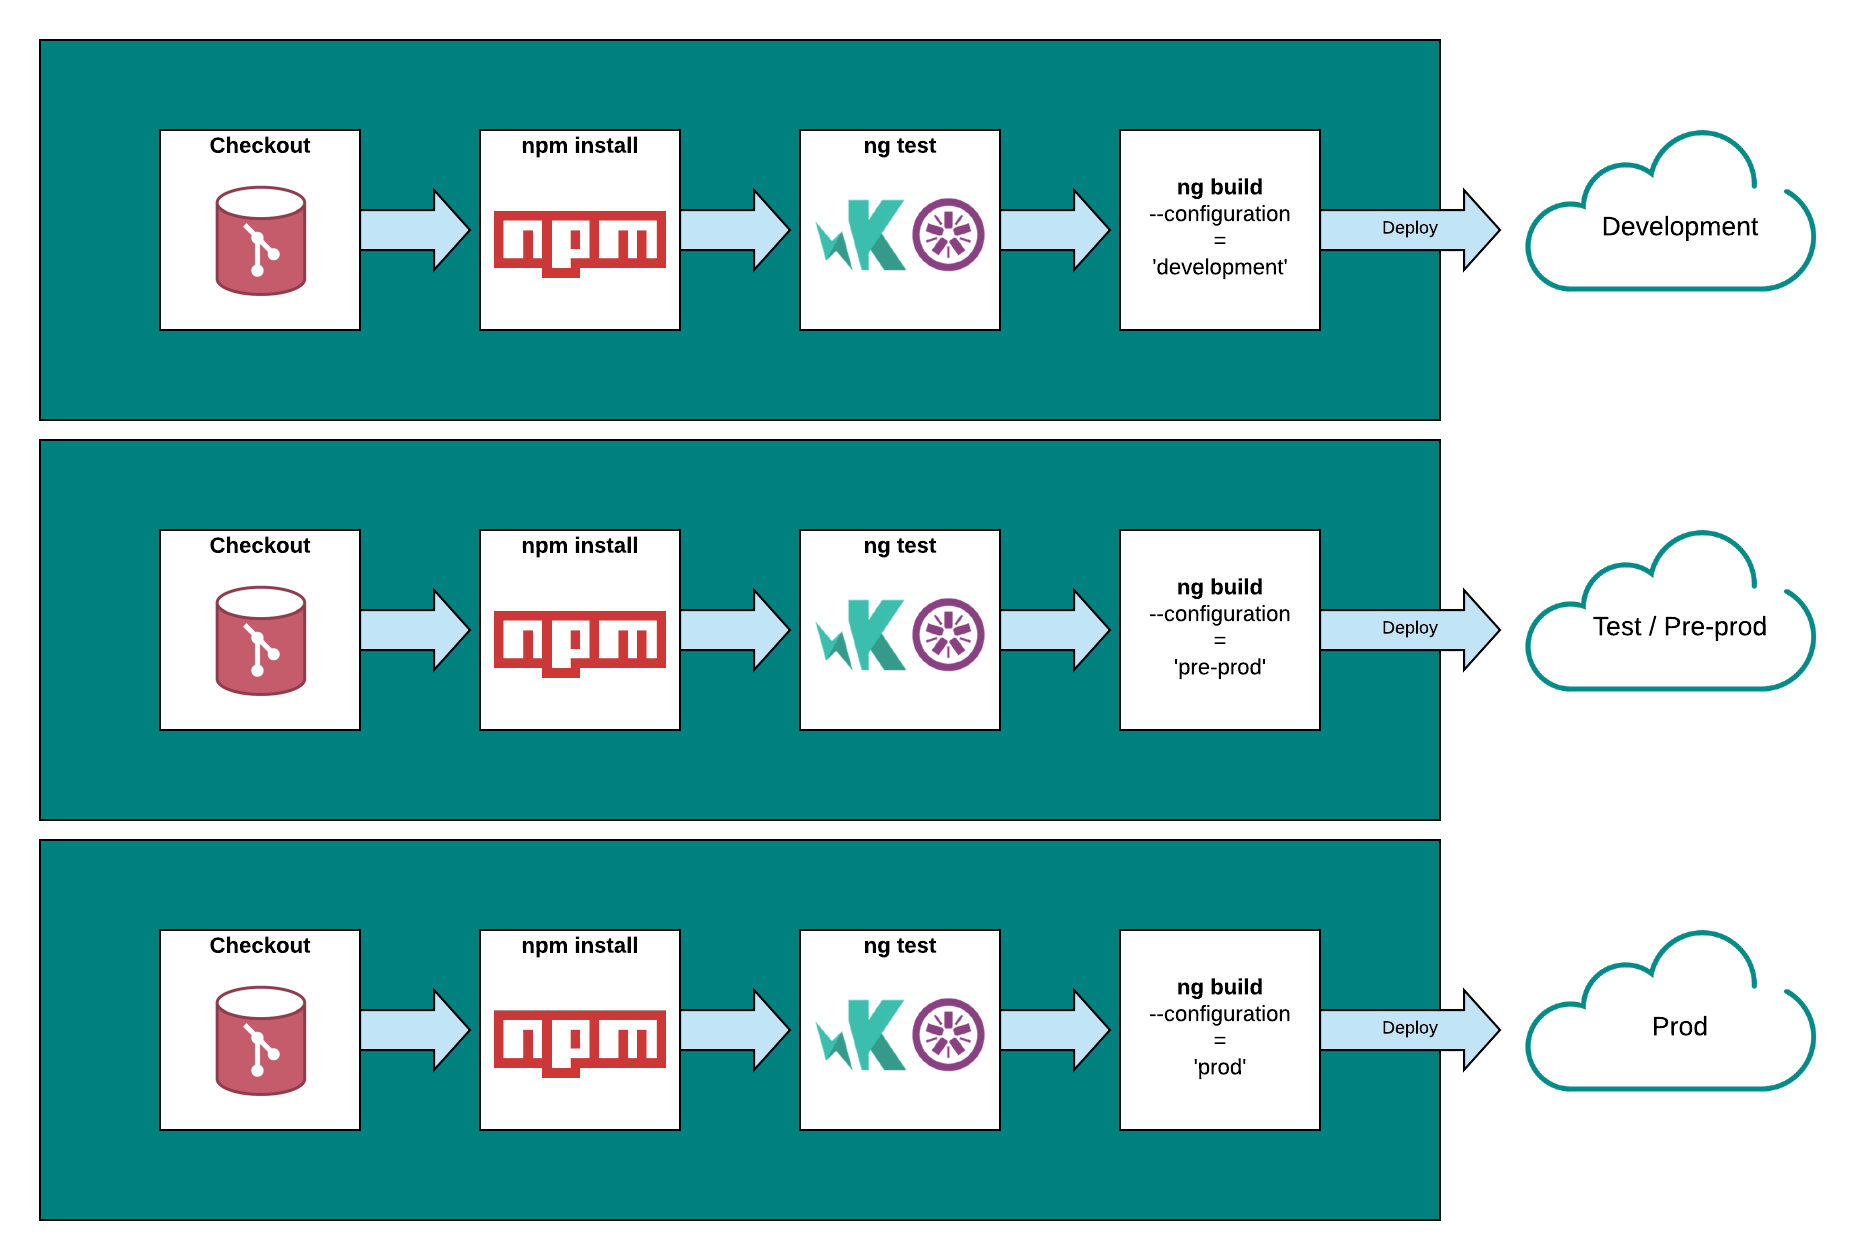 Checkout
npm install
ng test
npm
K
ng build
--configuration
=
'development'
Deploy
Development
Checkout
npm install
ng test
npm
K
ng build
--configuration
=
'pre-prod'
Deploy
Test / Pre-prod
Checkout
npm install
ng test
npm
K
ng build
--configuration
=
'prod'
Deploy
Prod